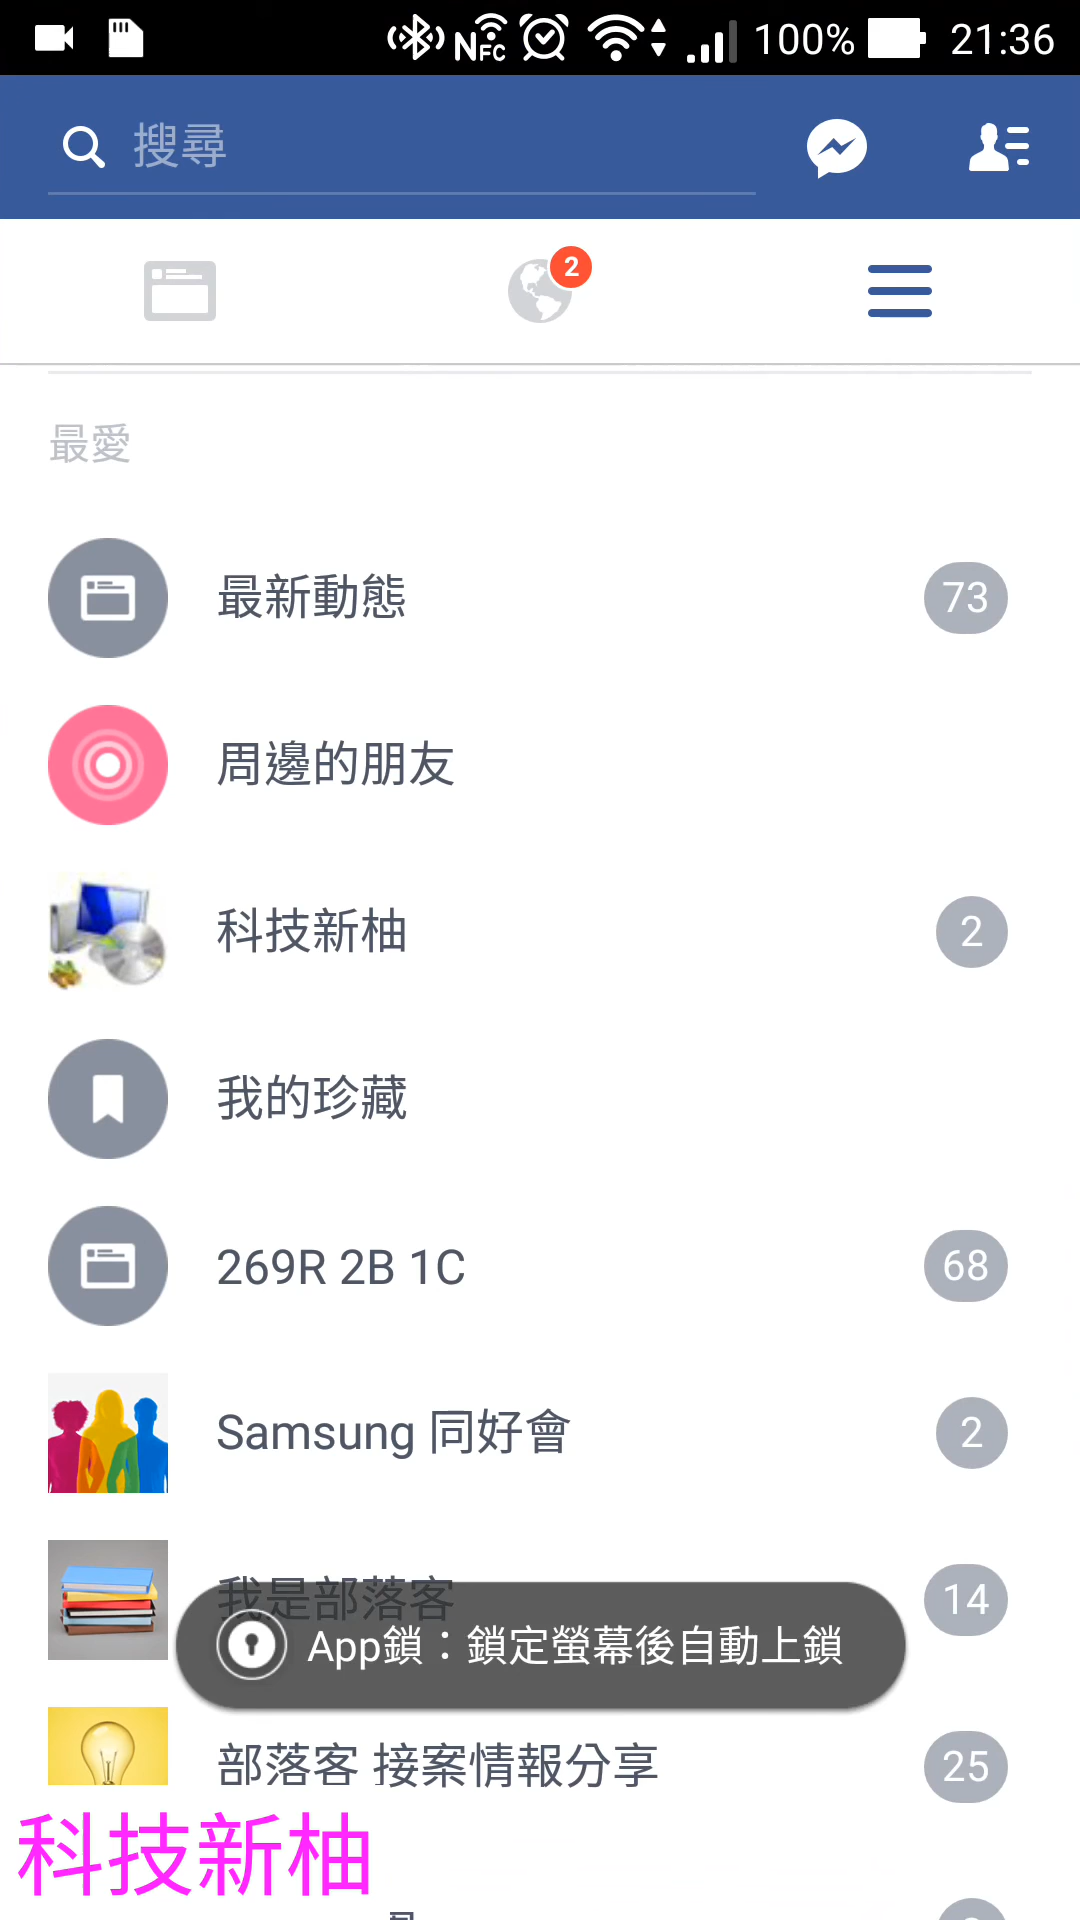 NFC 100% 21:36
搜尋
2
最愛
最新動態 73
周邊的朋友
科技新柚 2
我的珍藏
269R 2B 1C 68
Samsung 同好會 2
我是部落客 14
App鎖：鎖定螢幕後自動上鎖
部落客 接案情報分享 25
科技新柚